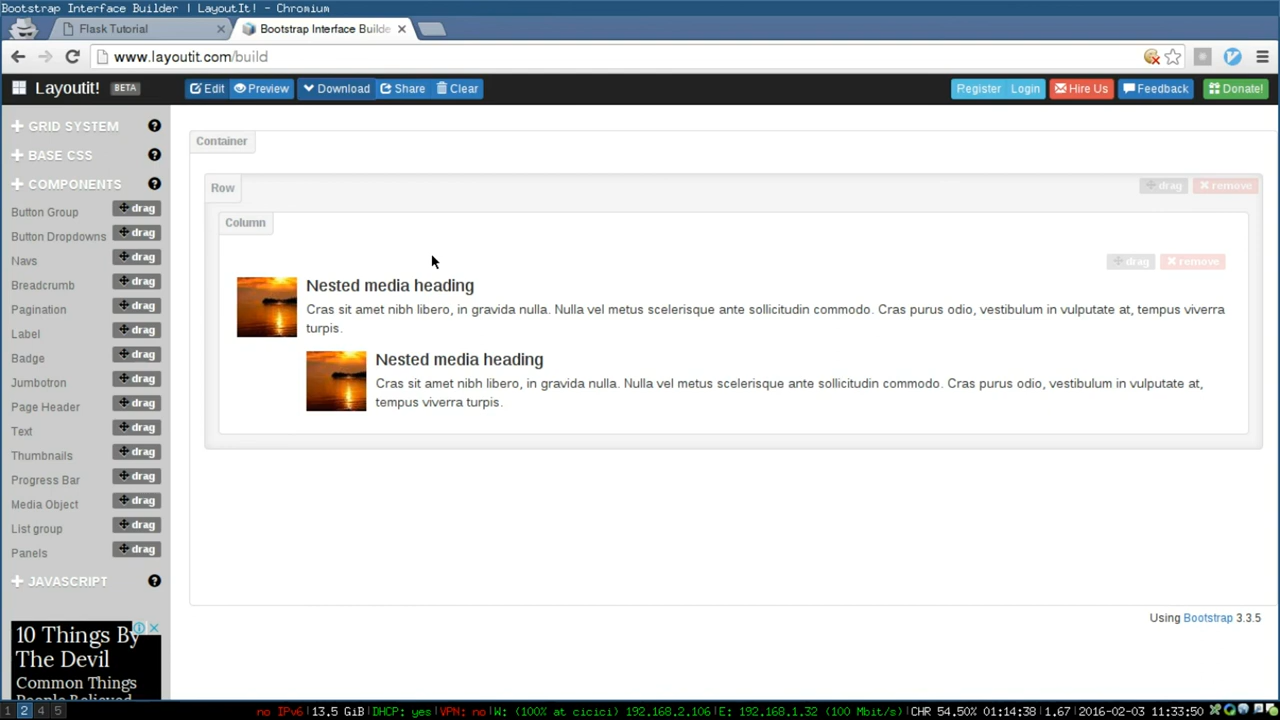 Bootstrap Interface Builder | LayoutIt! - Chromium
Flask Tutorial
Bootstrap Interface Builde
www.layoutit.com/build
Layoutit! BETA
Edit Preview Download Share Clear
Register Login Hire Us Feedback Donate!
GRID SYSTEM
BASE CSS
COMPONENTS
Button Group drag
Button Dropdowns drag
Navs drag
Breadcrumb drag
Pagination drag
Label drag
Badge drag
Jumbotron drag
Page Header drag
Text drag
Thumbnails drag
Progress Bar drag
Media Object drag
List group drag
Panels drag
JAVASCRIPT
10 Things By
The Devil
Common Things
Container
Row
drag remove
Column
drag remove
Nested media heading
Cras sit amet nibh libero, in gravida nulla. Nulla vel metus scelerisque ante sollicitudin commodo. Cras purus odio, vestibulum in vulputate at, tempus viverra
turpis.
Nested media heading
Cras sit amet nibh libero, in gravida nulla. Nulla vel metus scelerisque ante sollicitudin commodo. Cras purus odio, vestibulum in vulputate at,
tempus viverra turpis.
Using Bootstrap 3.3.5
1 2 4 5
no IPv6|13.5 GiB|DHCP: yes|VPN: no|W: (100% at cicici) 192.168.2.106|E: 192.168.1.32 (100 Mbit/s)|CHR 54.50% 01:14:38|1.67|2016-02-03 11:33:50